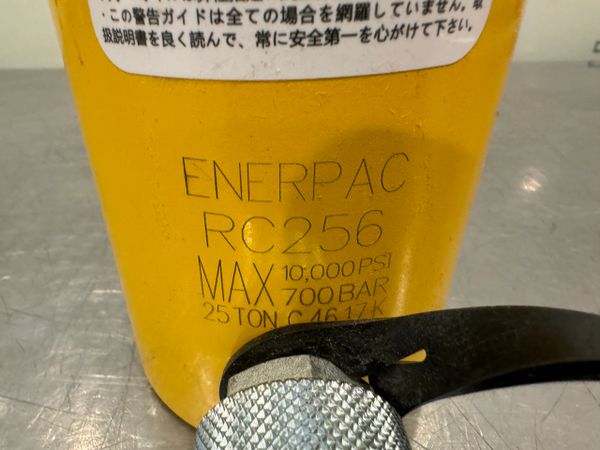 ・この警告ガイドは全ての場合を網羅していません。取
扱説明書を良く読んで、常に安全第一を心がけて下さい。
ENERPAC
RC256
MAX 10,000 PSI
700 BAR
25 TON C 4617K